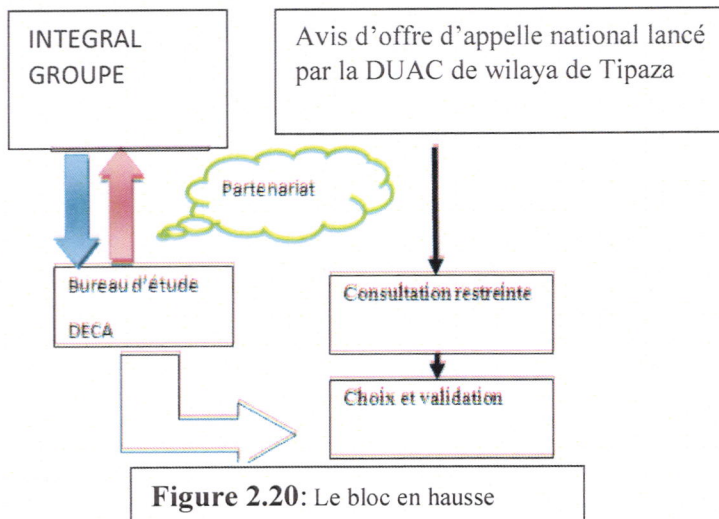 INTEGRAL
GROUPE
Avis d'offre d'appelle national lancé
par la DUAC de wilaya de Tipaza
Partenariat
Bureau d'étude
DECA
Consultation restreinte
Choix et validation
Figure 2.20: Le bloc en hausse